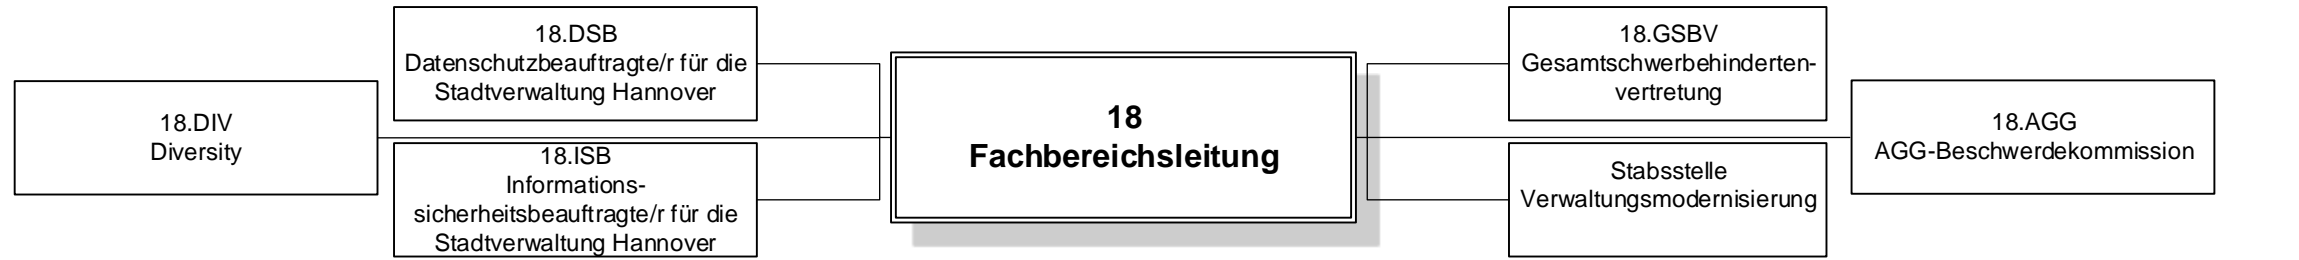 18.DIV
Diversity
18.DSB
Datenschutzbeauftragte/r für die
Stadtverwaltung Hannover
18.ISB
Informations-
sicherheitsbeauftragte/r für die
Stadtverwaltung Hannover
18
Fachbereichsleitung
18.GSBV
Gesamtschwerbehinderten-
vertretung
Stabsstelle
Verwaltungsmodernisierung
18.AGG
AGG-Beschwerdekommission